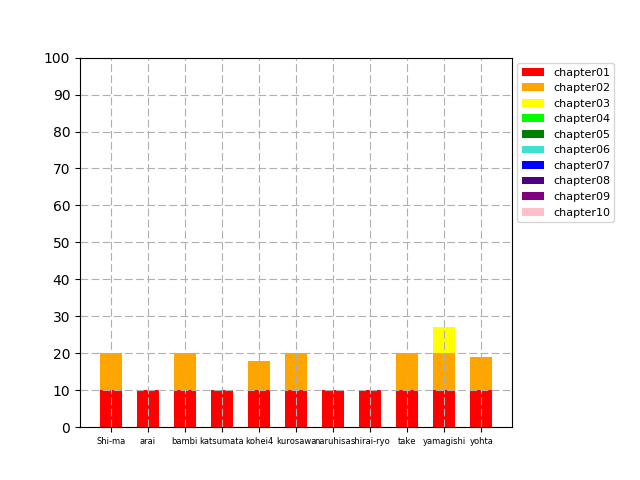 100
90
80
70
60
50
40
30
20
10
0
Shi-ma arai bambi katsumata kohei4 kurosawa naruhisa shirai-ryo take yamagishi yohta
chapter01
chapter02
chapter03
chapter04
chapter05
chapter06
chapter07
chapter08
chapter09
chapter10